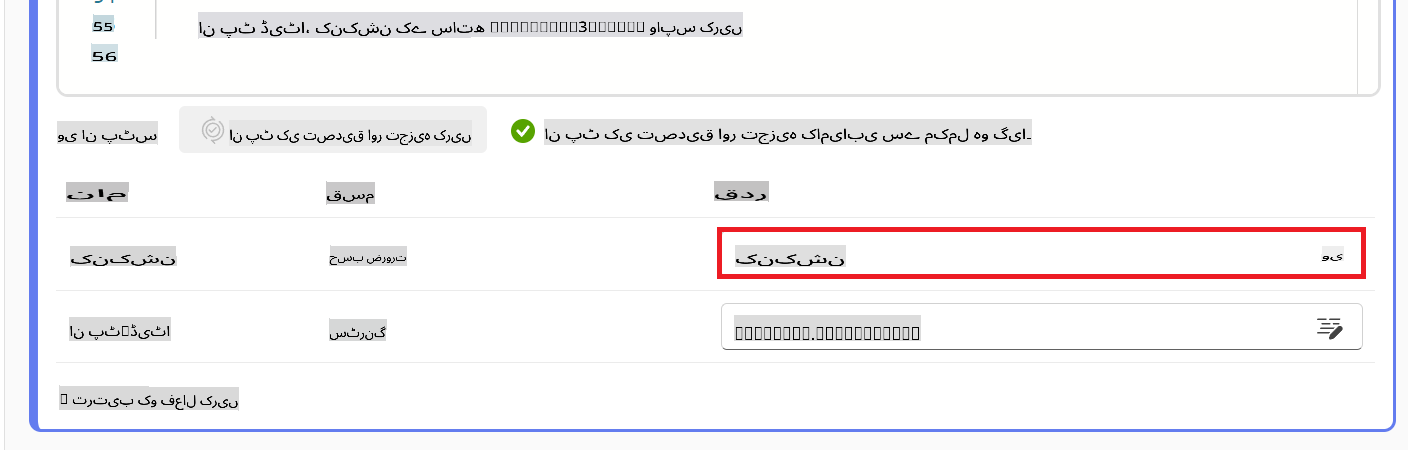 55 ان پٹ ڈیٹا، کنکشن کے ساتھ 3 واپس کریں
56
وی ان پٹس ان پٹ کی تصدیق اور تجزیہ کریں ان پٹ کی تصدیق اور تجزیہ کامیابی سے مکمل ہو گیا۔
نام قسم قدر
کنکشن حسب ضرورت کنکشن وی
ان پٹ ڈیٹا سٹرنگ
ترتیب کو فعال کریں